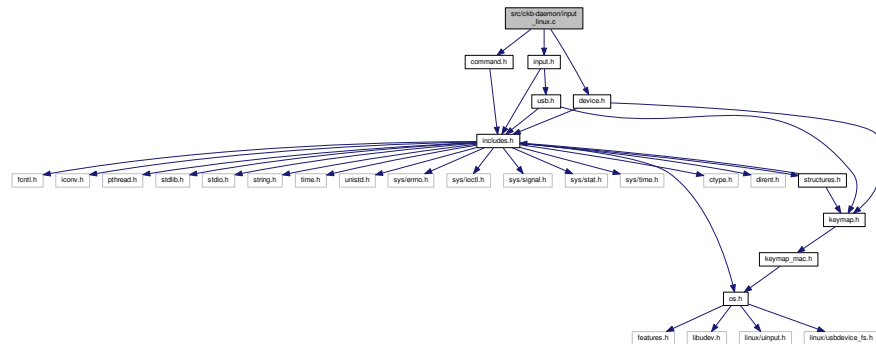 src/ckb-daemon/input
_linux.c
command.h
input.h
usb.h
device.h
includes.h
fcntl.h
iconv.h
pthread.h
stdlib.h
stdio.h
string.h
time.h
unistd.h
sys/errno.h
sys/ioctl.h
sys/signal.h
sys/stat.h
sys/time.h
ctype.h
dirent.h
structures.h
keymap.h
keymap_mac.h
os.h
features.h
libudev.h
linux/uinput.h
linux/usbdevice_fs.h